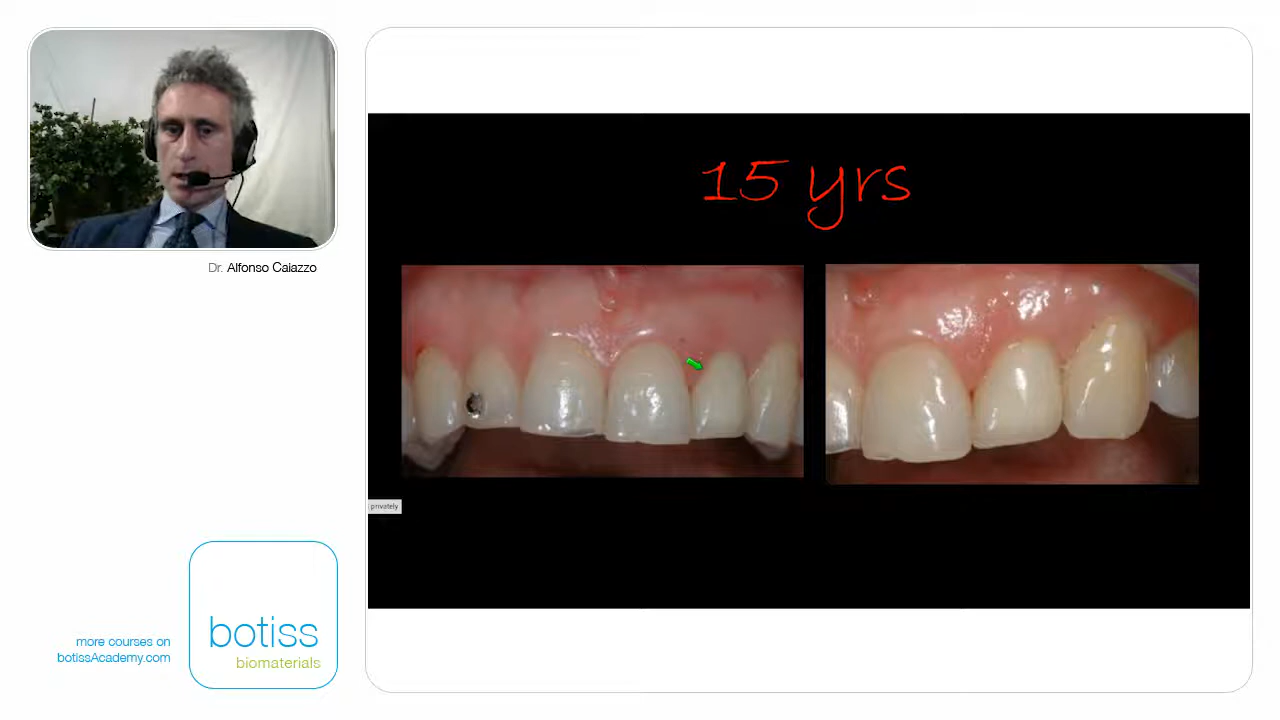 Dr. Alfonso Caiazzo
15 yrs
privately
more courses on
botissAcademy.com
botiss
biomaterials